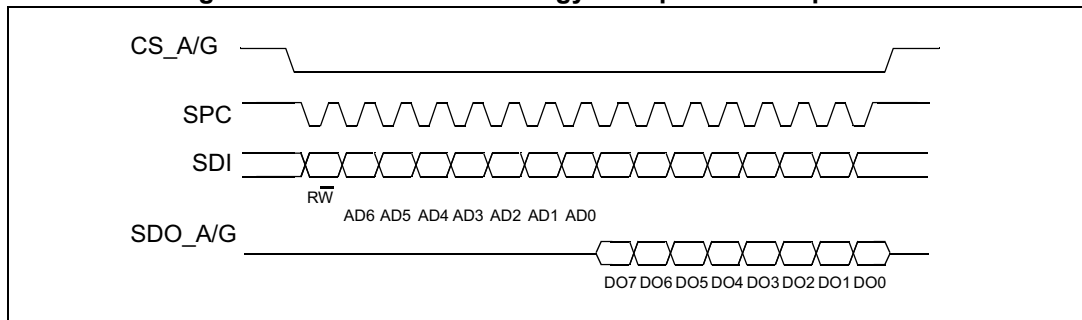 CS_A/G
SPC
SDI
RW
AD6 AD5 AD4 AD3 AD2 AD1 AD0
SDO_A/G
DO7 DO6 DO5 DO4 DO3 DO2 DO1 DO0